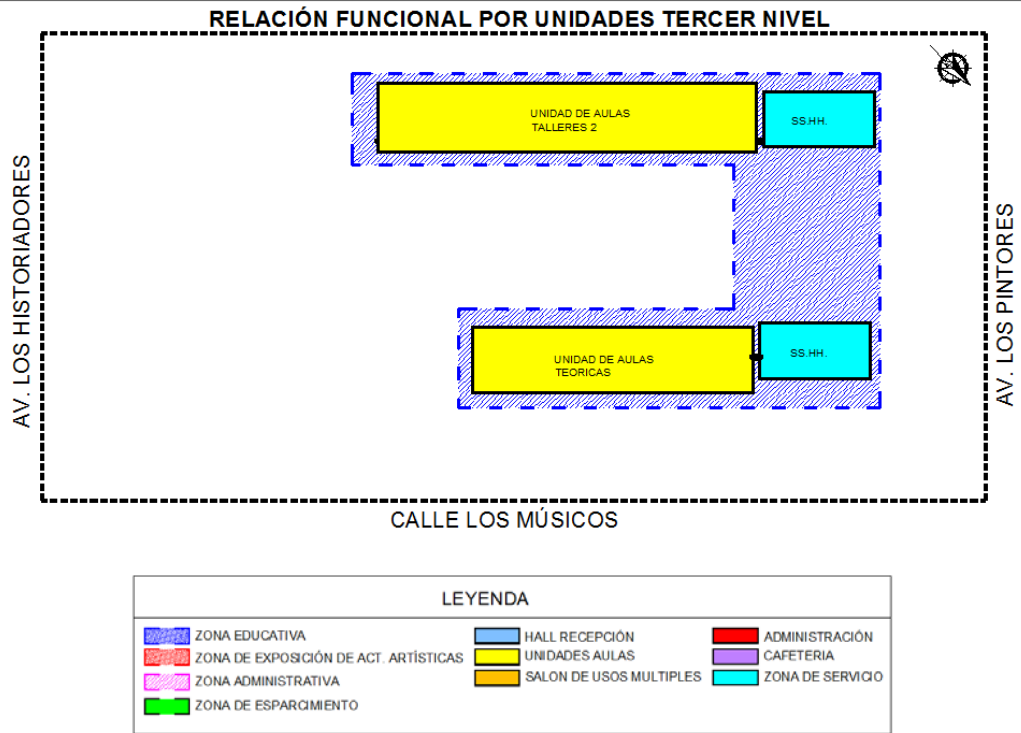 RELACIÓN FUNCIONAL POR UNIDADES TERCER NIVEL
AV. LOS HISTORIADORES
UNIDAD DE AULAS
TALLERES 2
SS.HH.
UNIDAD DE AULAS
TEORICAS
SS.HH.
AV. LOS PINTORES
CALLE LOS MÚSICOS
LEYENDA
ZONA EDUCATIVA
ZONA DE EXPOSICIÓN DE ACT. ARTÍSTICAS
ZONA ADMINISTRATIVA
ZONA DE ESPARCIMIENTO
HALL RECEPCIÓN
UNIDADES AULAS
SALON DE USOS MULTIPLES
ADMINISTRACIÓN
CAFETERIA
ZONA DE SERVICIO